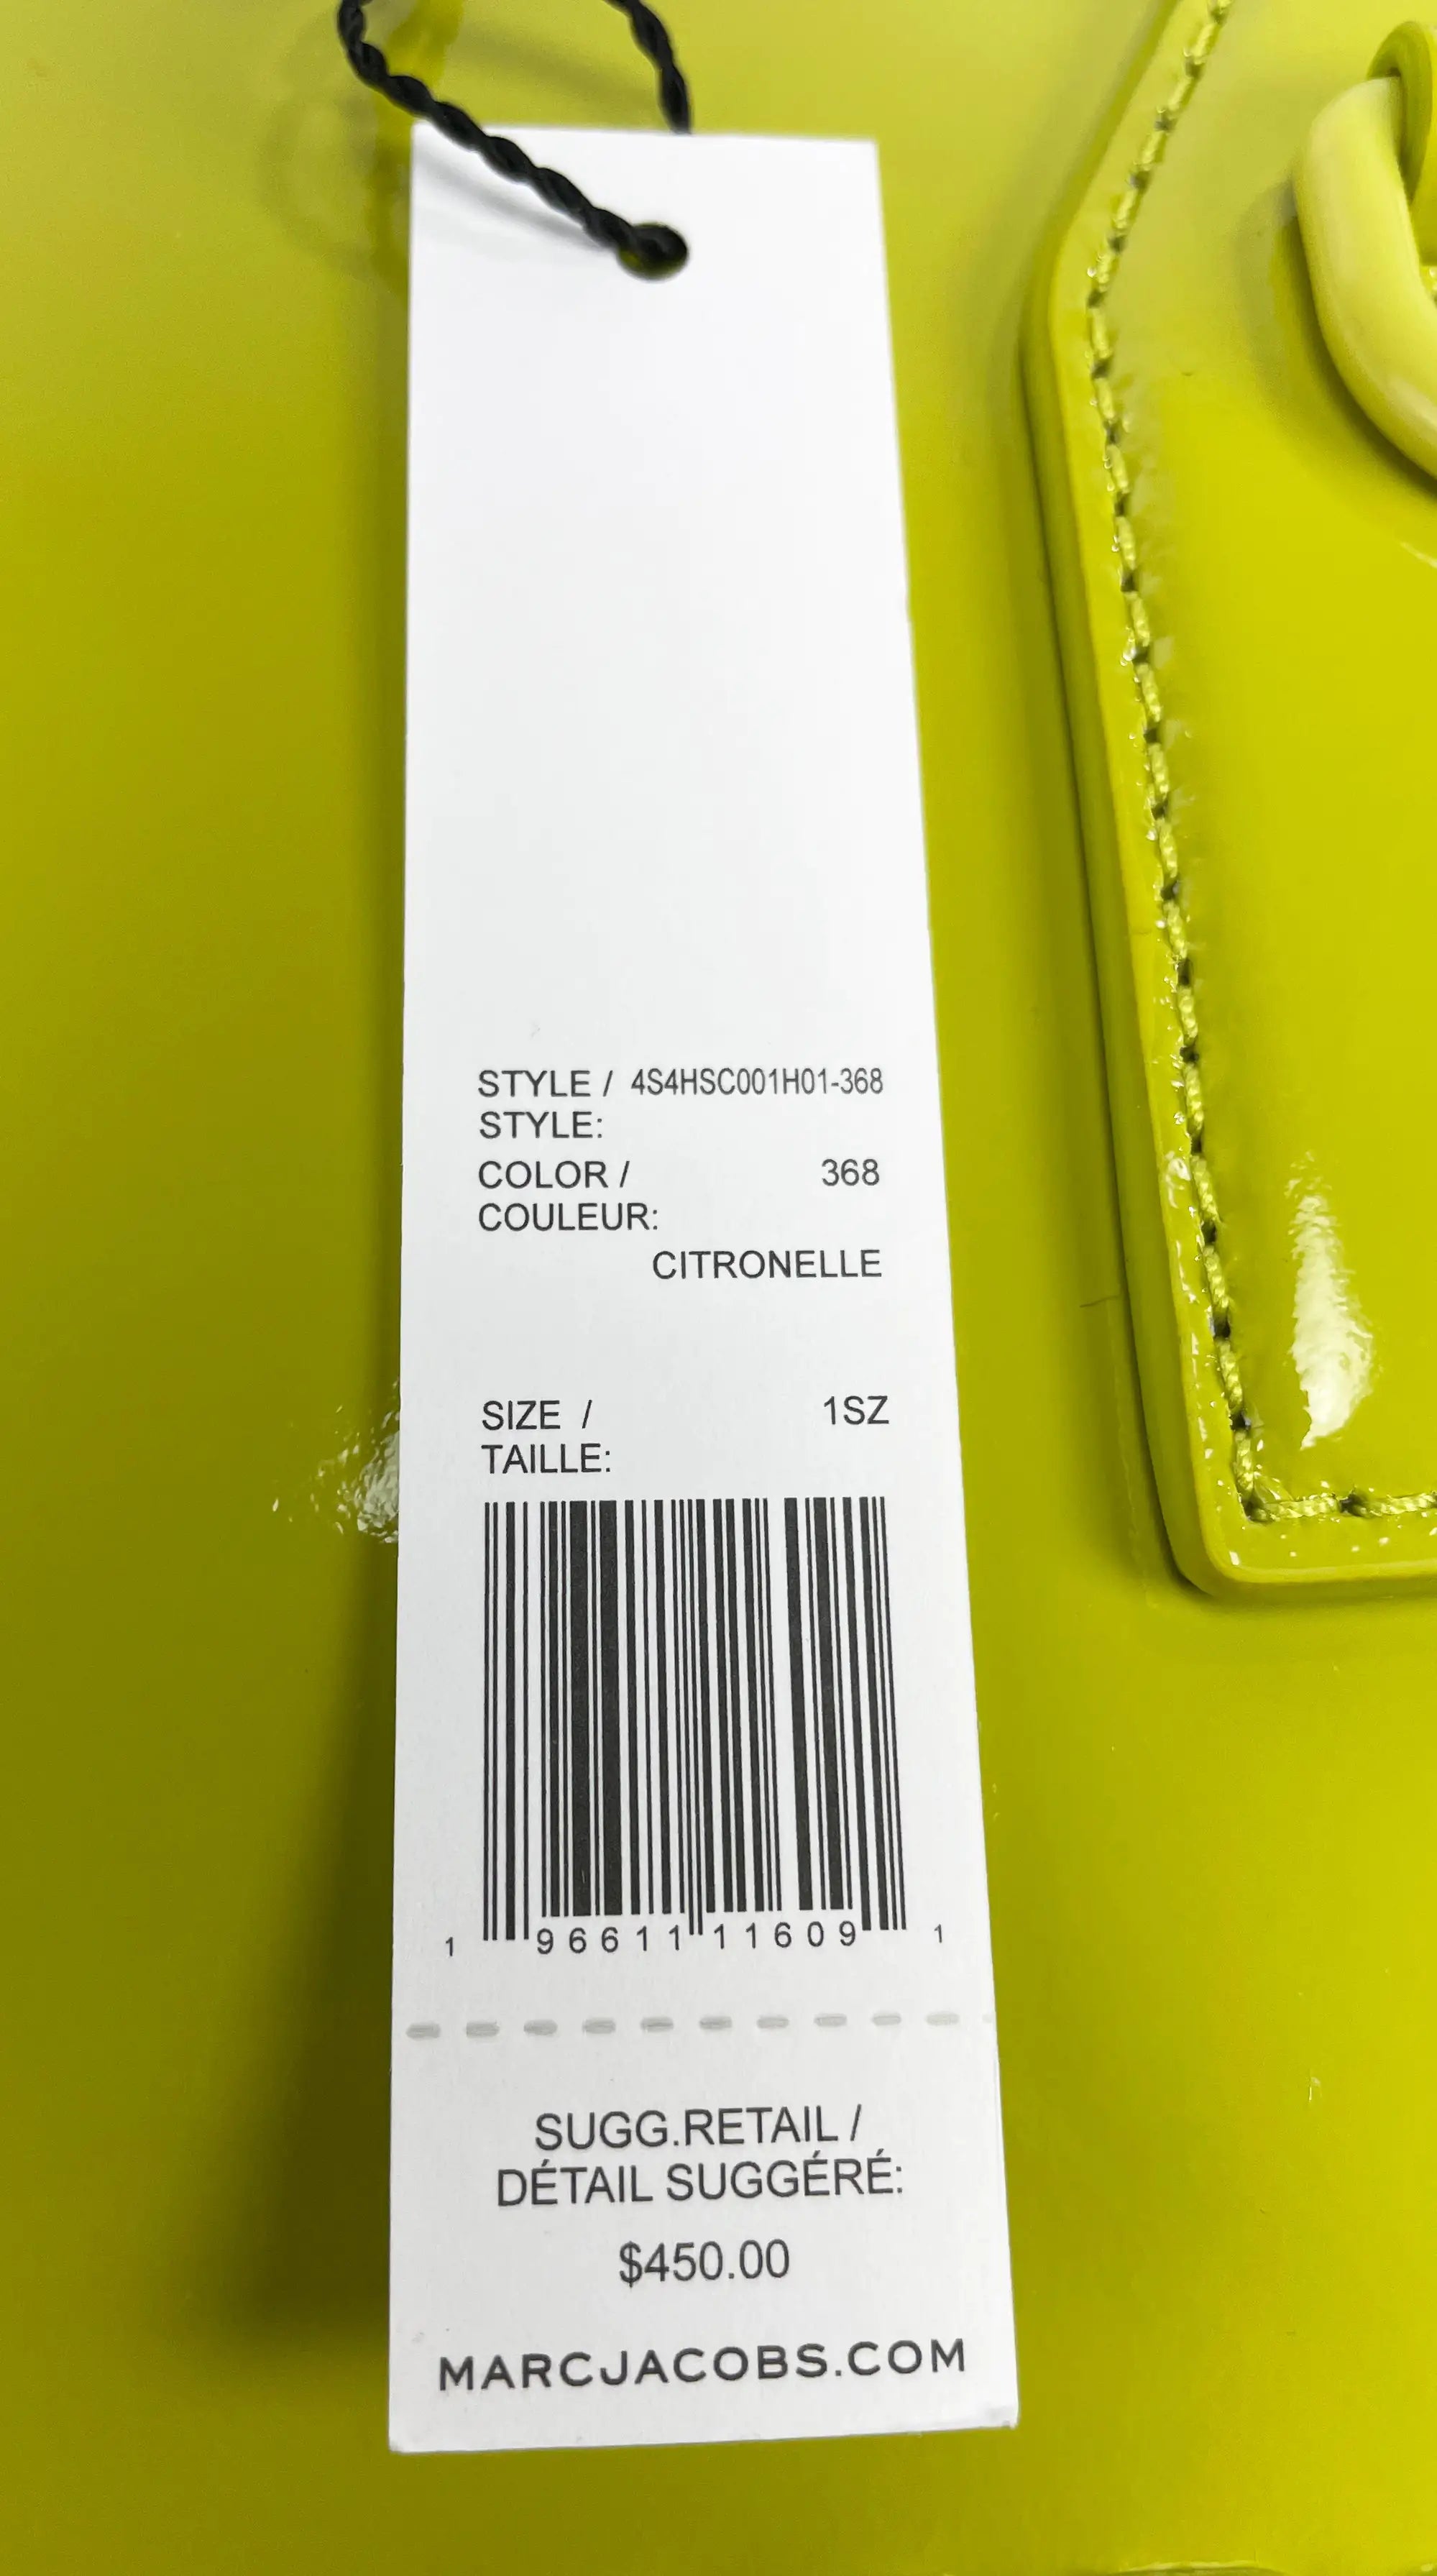 STYLE / 4S4HSC001H01-368
STYLE:
COLOR / 368
COULEUR:
CITRONELLE
SIZE / 1SZ
TAILLE:
1 96611 11609 1
SUGG.RETAIL /
DÉTAIL SUGGÉRÉ:
$450.00
MARCJACOBS.COM